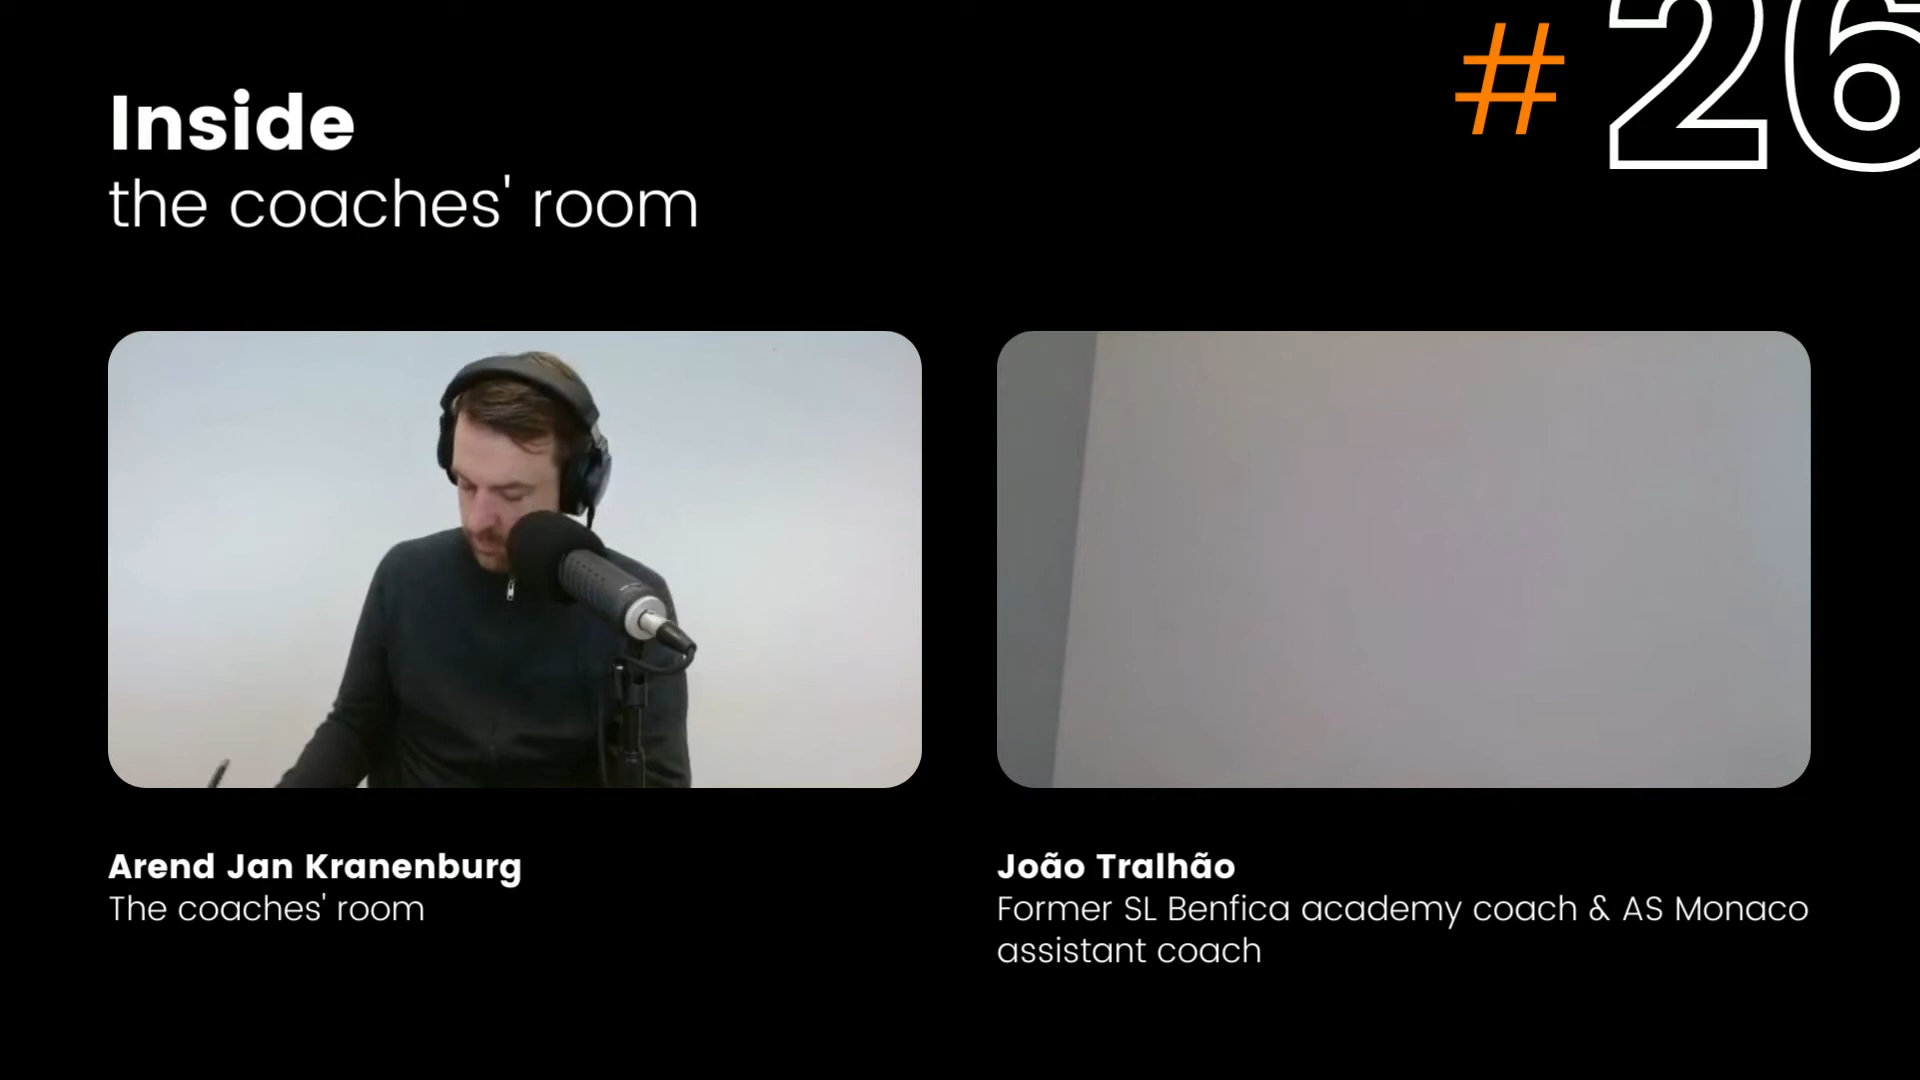 Inside
the coaches' room
# 26
Arend Jan Kranenburg
The coaches' room
João Tralhão
Former SL Benfica academy coach & AS Monaco
assistant coach